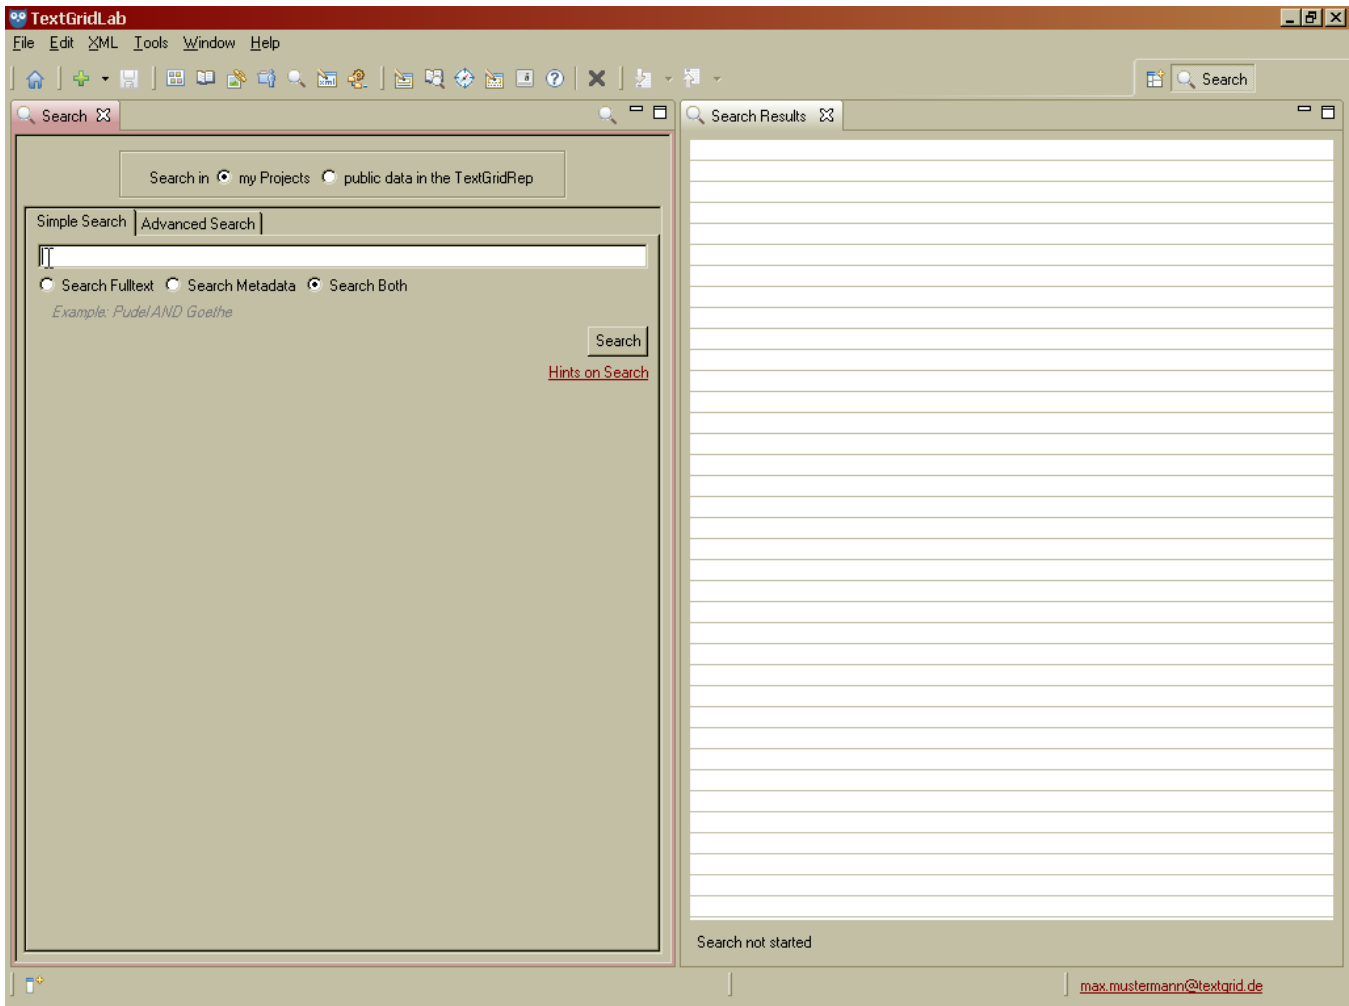 TextGridLab
File Edit XML Tools Window Help
Search
Search
Search Results
Search in my Projects public data in the TextGridRep
Simple Search Advanced Search
Search Fulltext Search Metadata Search Both
Example: Pudel AND Goethe
Search
Hints on Search
Search not started
max.mustermann@textgrid.de